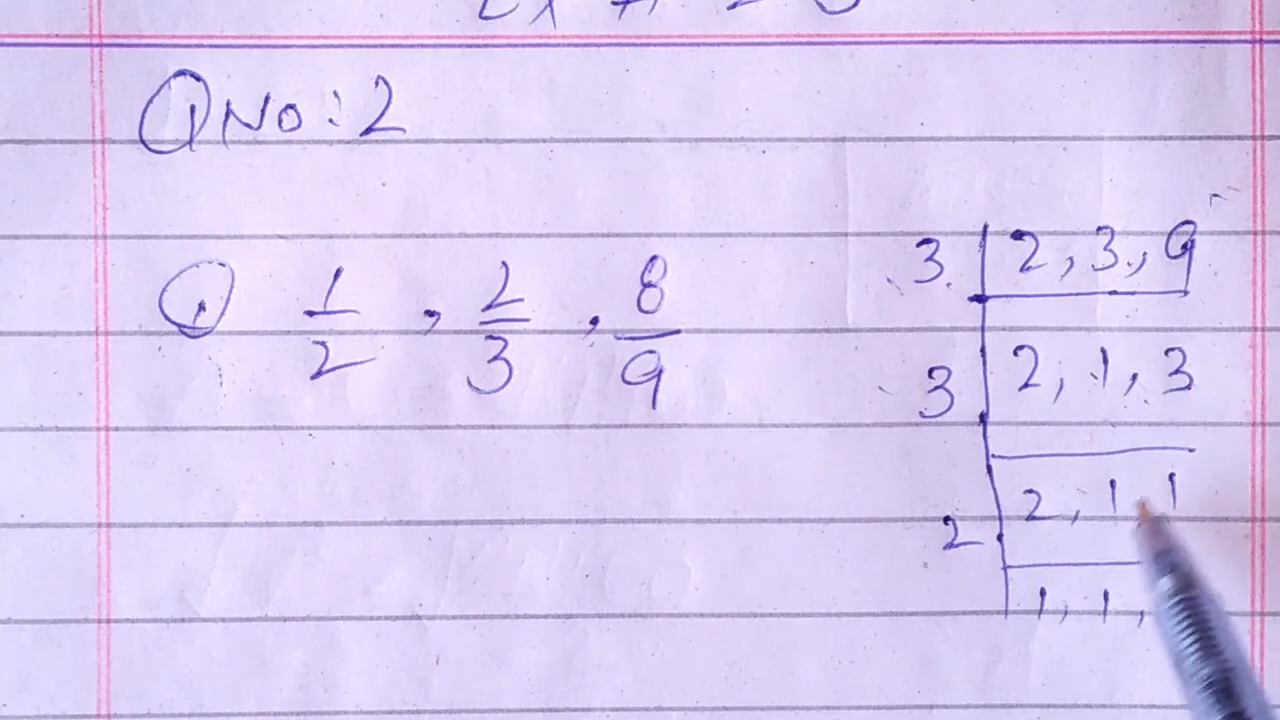 Q No: 2
1/2 , 2/3 , 8/9
3 | 2, 3, 9
3 | 2, 1, 3
2 | 2, 1, 1
1, 1,